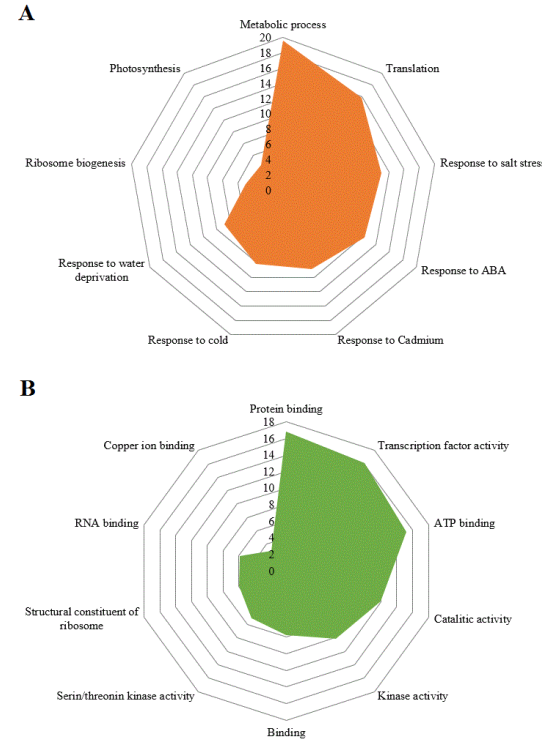 A
Metabolic process
20
18
16
14
12
10
8
6
4
2
0
Photosynthesis
Translation
Ribosome biogenesis
Response to salt stress
Response to water
deprivation
Response to ABA
Response to cold
Response to Cadmium
B
Protein binding
18
16
14
12
10
8
6
4
2
0
Copper ion binding
Transcription factor activity
RNA binding
ATP binding
Structural constituent of
ribosome
Catalitic activity
Serin/threonin kinase activity
Kinase activity
Binding